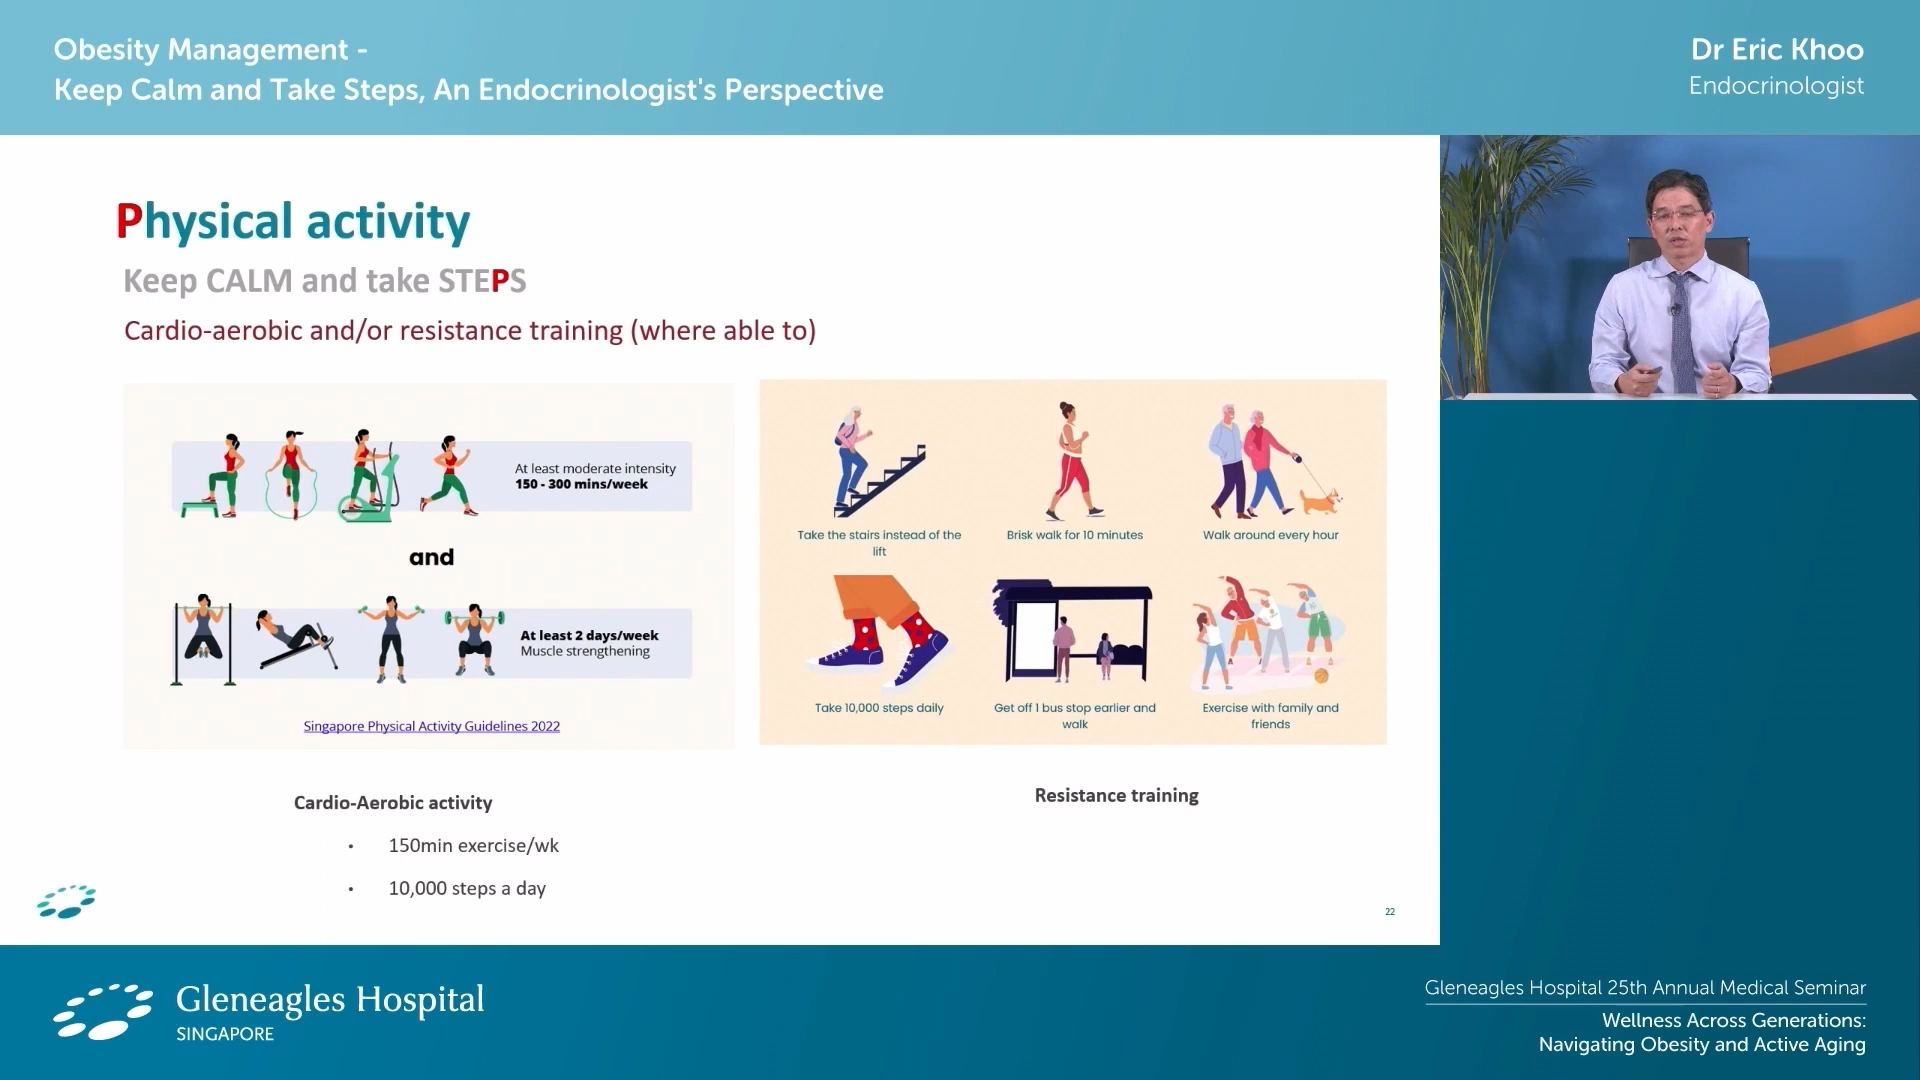 Obesity Management -
Keep Calm and Take Steps, An Endocrinologist's Perspective
Dr Eric Khoo
Endocrinologist
Physical activity
Keep CALM and take STEPS
Cardio-aerobic and/or resistance training (where able to)
At least moderate intensity
150 - 300 mins/week
and
At least 2 days/week
Muscle strengthening
Singapore Physical Activity Guidelines 2022
Take the stairs instead of the
lift
Brisk walk for 10 minutes
Walk around every hour
Take 10,000 steps daily
Get off 1 bus stop earlier and
walk
Exercise with family and
friends
Cardio-Aerobic activity
• 150min exercise/wk
• 10,000 steps a day
Resistance training
22
Gleneagles Hospital
SINGAPORE
Gleneagles Hospital 25th Annual Medical Seminar
Wellness Across Generations:
Navigating Obesity and Active Aging